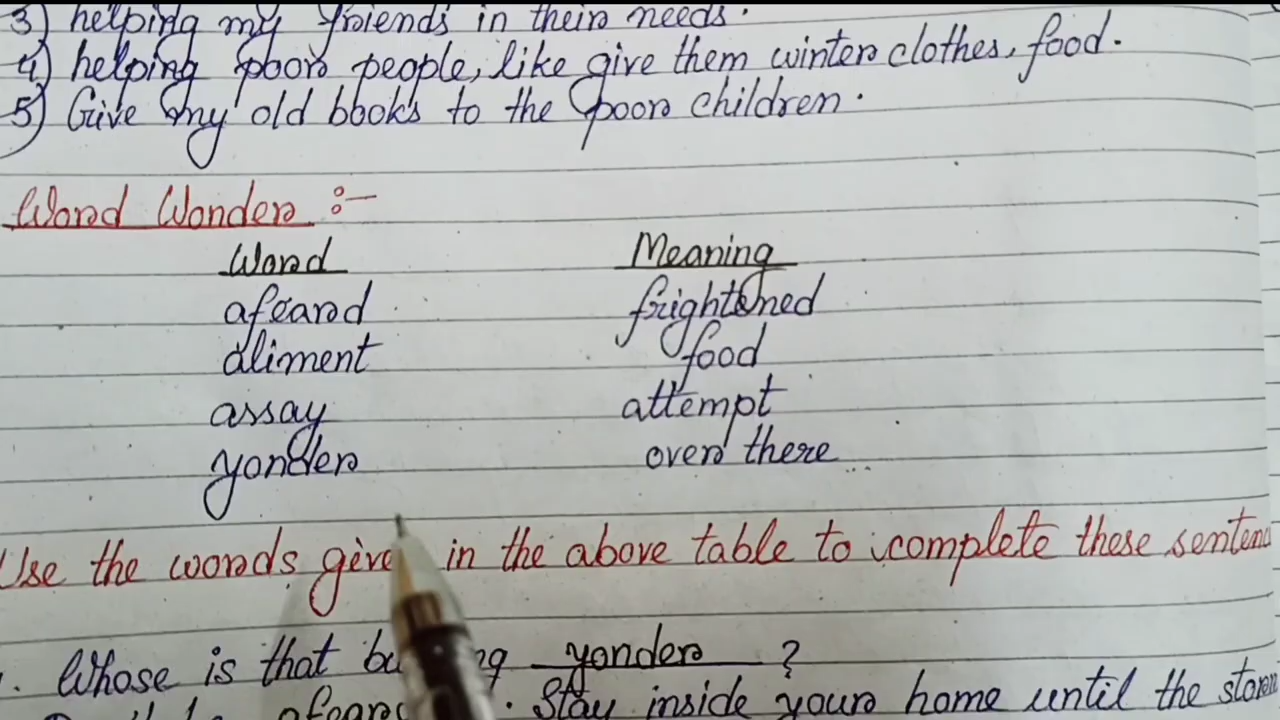 3) helping my friends in their needs.
4) helping poor people, like give them winter clothes, food.
5) Give my old books to the poor children.
Word Wonder :-
Word Meaning
afeard frightened
aliment food
assay attempt
yonder over there
Use the words given in the above table to complete these
. Whose is that yonder ?
. Stay inside your home until the